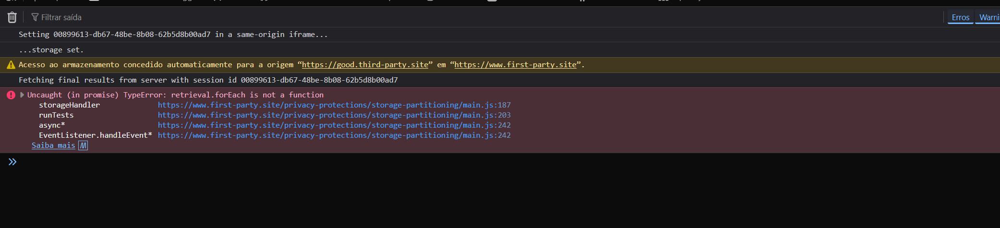 Filtrar saída
Erros
Warni
Setting 00899613-db67-48be-8b08-62b5d8b00ad7 in a same-origin iframe...
...storage set.
Acesso ao armazenamento concedido automaticamente para a origem “https://good.third-party.site” em “https://www.first-party.site”.
Fetching final results from server with session id 00899613-db67-48be-8b08-62b5d8b00ad7
Uncaught (in promise) TypeError: retrieval.forEach is not a function
storageHandler https://www.first-party.site/privacy-protections/storage-partitioning/main.js:187
runTests https://www.first-party.site/privacy-protections/storage-partitioning/main.js:203
async* https://www.first-party.site/privacy-protections/storage-partitioning/main.js:242
EventListener.handleEvent* https://www.first-party.site/privacy-protections/storage-partitioning/main.js:242
Saiba mais